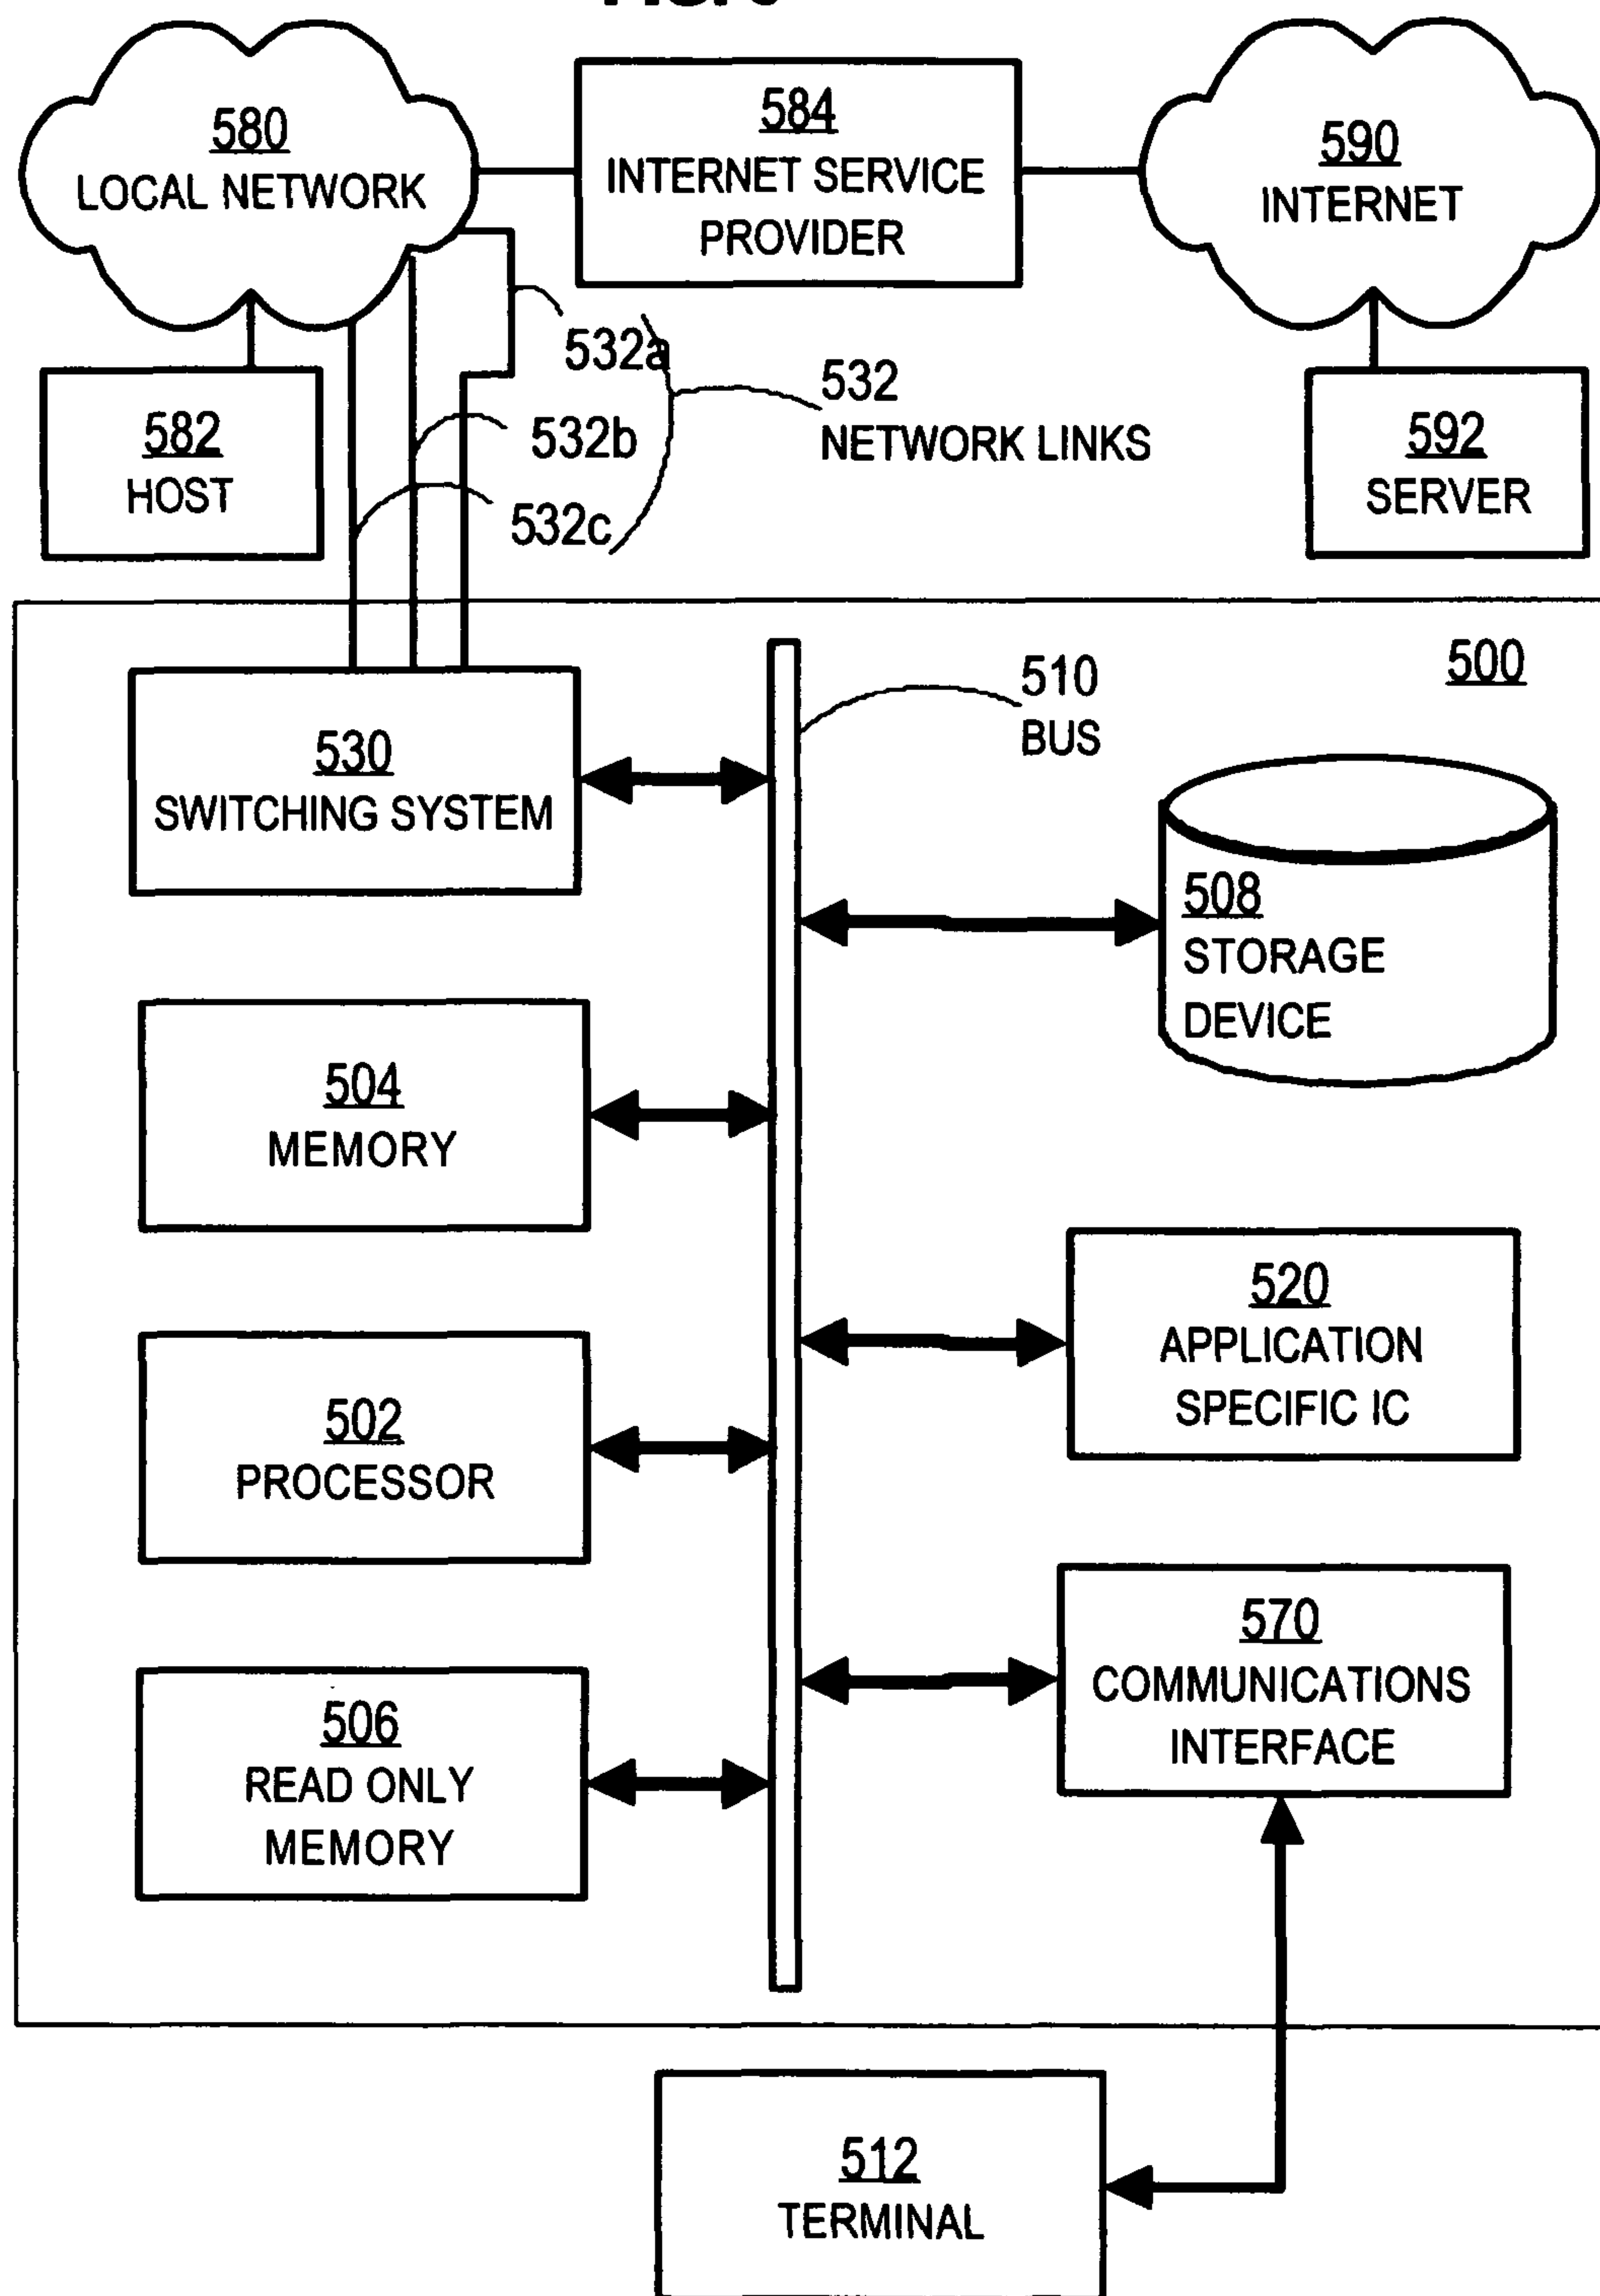 580
LOCAL NETWORK
584
INTERNET SERVICE
PROVIDER
590
INTERNET
582
HOST
532a
532b
532c
532
NETWORK LINKS
592
SERVER
500
510
BUS
530
SWITCHING SYSTEM
508
STORAGE
DEVICE
504
MEMORY
520
APPLICATION
SPECIFIC IC
502
PROCESSOR
570
COMMUNICATIONS
INTERFACE
506
READ ONLY
MEMORY
512
TERMINAL